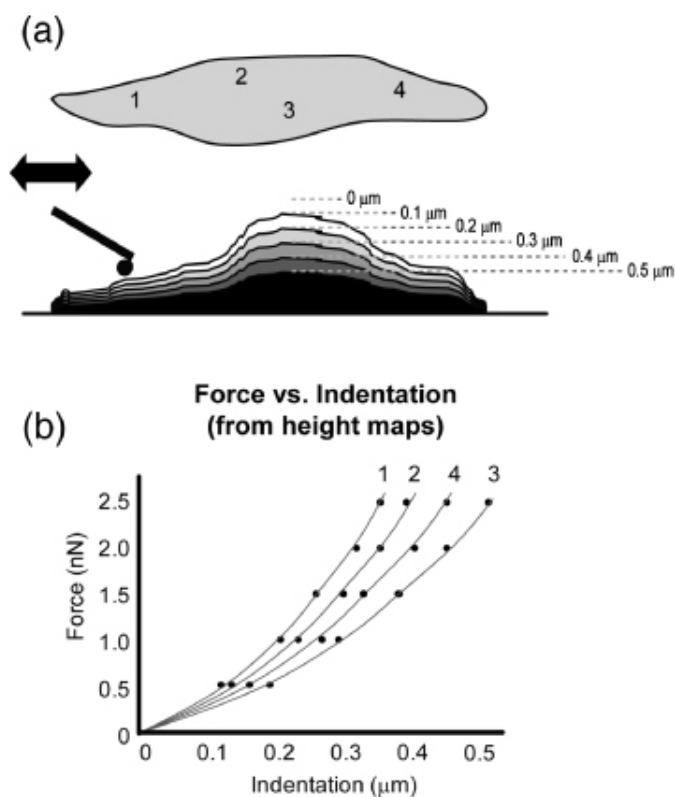 (a)
2
1
3
4
0 μm
0.1 μm
0.2 μm
0.3 μm
0.4 μm
0.5 μm
Force vs. Indentation
(from height maps)
(b)
1 2 4 3
2.5
2.0
1.5
1.0
0.5
0
Force (nN)
0 0.1 0.2 0.3 0.4 0.5
Indentation (μm)